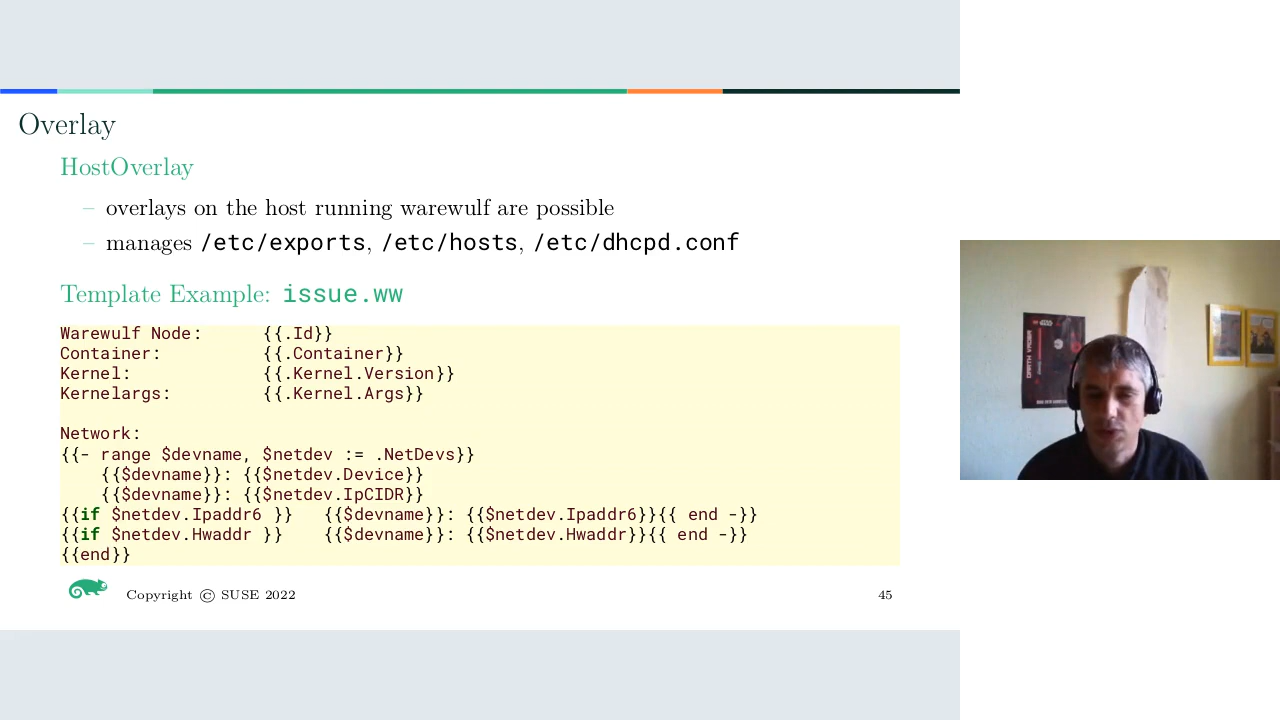 Overlay
HostOverlay
– overlays on the host running warewulf are possible
– manages /etc/exports, /etc/hosts, /etc/dhcpd.conf
Template Example: issue.ww
Warewulf Node:      {{.Id}}
Container:          {{.Container}}
Kernel:             {{.Kernel.Version}}
Kernelargs:         {{.Kernel.Args}}
Network:
{{- range $devname, $netdev := .NetDevs}}
    {{$devname}}: {{$netdev.Device}}
    {{$devname}}: {{$netdev.IpCIDR}}
{{if $netdev.Ipaddr6 }}   {{$devname}}: {{$netdev.Ipaddr6}}{{ end -}}
{{if $netdev.Hwaddr }}    {{$devname}}: {{$netdev.Hwaddr}}{{ end -}}
{{end}}
Copyright © SUSE 2022
45
DARTH VADER